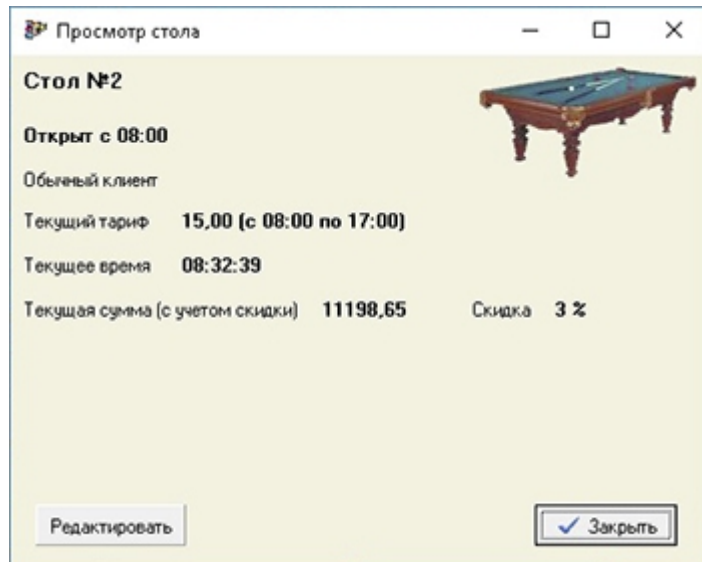 Просмотр стола
Стол №2
Открыт с 08:00
Обычный клиент
Текущий тариф 15,00 (с 08:00 по 17:00)
Текущее время 08:32:39
Текущая сумма (с учетом скидки) 11198,65 Скидка 3 %
Редактировать Закрыть